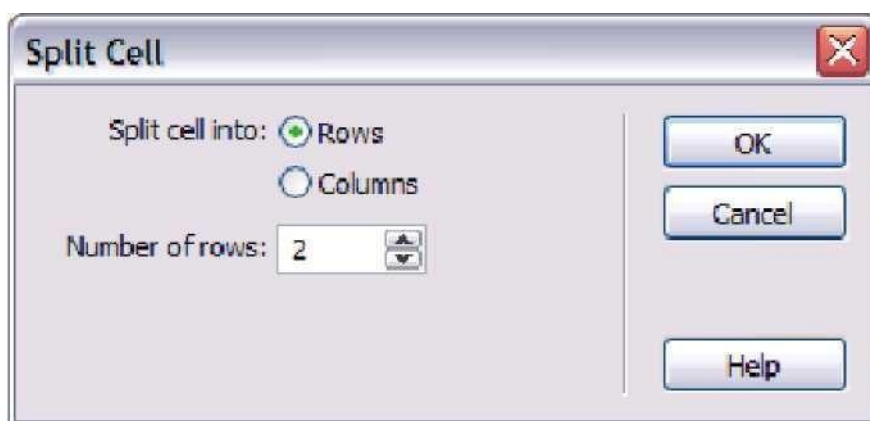 Split Cell
Split cell into: Rows
Columns
Number of rows: 2
OK
Cancel
Help